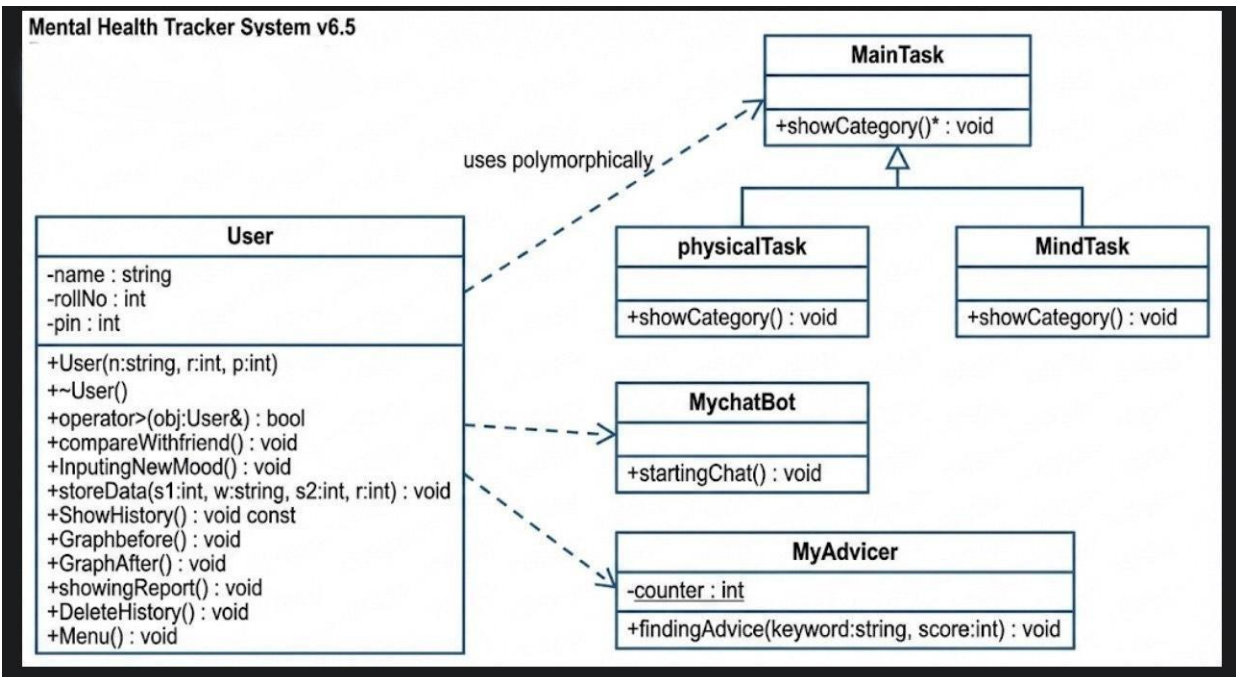 Mental Health Tracker System v6.5
MainTask
+showCategory()* : void
uses polymorphically
User
-name : string
-rollNo : int
-pin : int
+User(n:string, r:int, p:int)
+~User()
+operator>(obj:User&) : bool
+compareWithfriend() : void
+InputingNewMood() : void
+storeData(s1:int, w:string, s2:int, r:int) : void
+ShowHistory() : void const
+Graphbefore() : void
+GraphAfter() : void
+showingReport() : void
+DeleteHistory() : void
+Menu() : void
physicalTask
+showCategory() : void
MindTask
+showCategory() : void
MychatBot
+startingChat() : void
MyAdvicer
-counter : int
+findingAdvice(keyword:string, score:int) : void